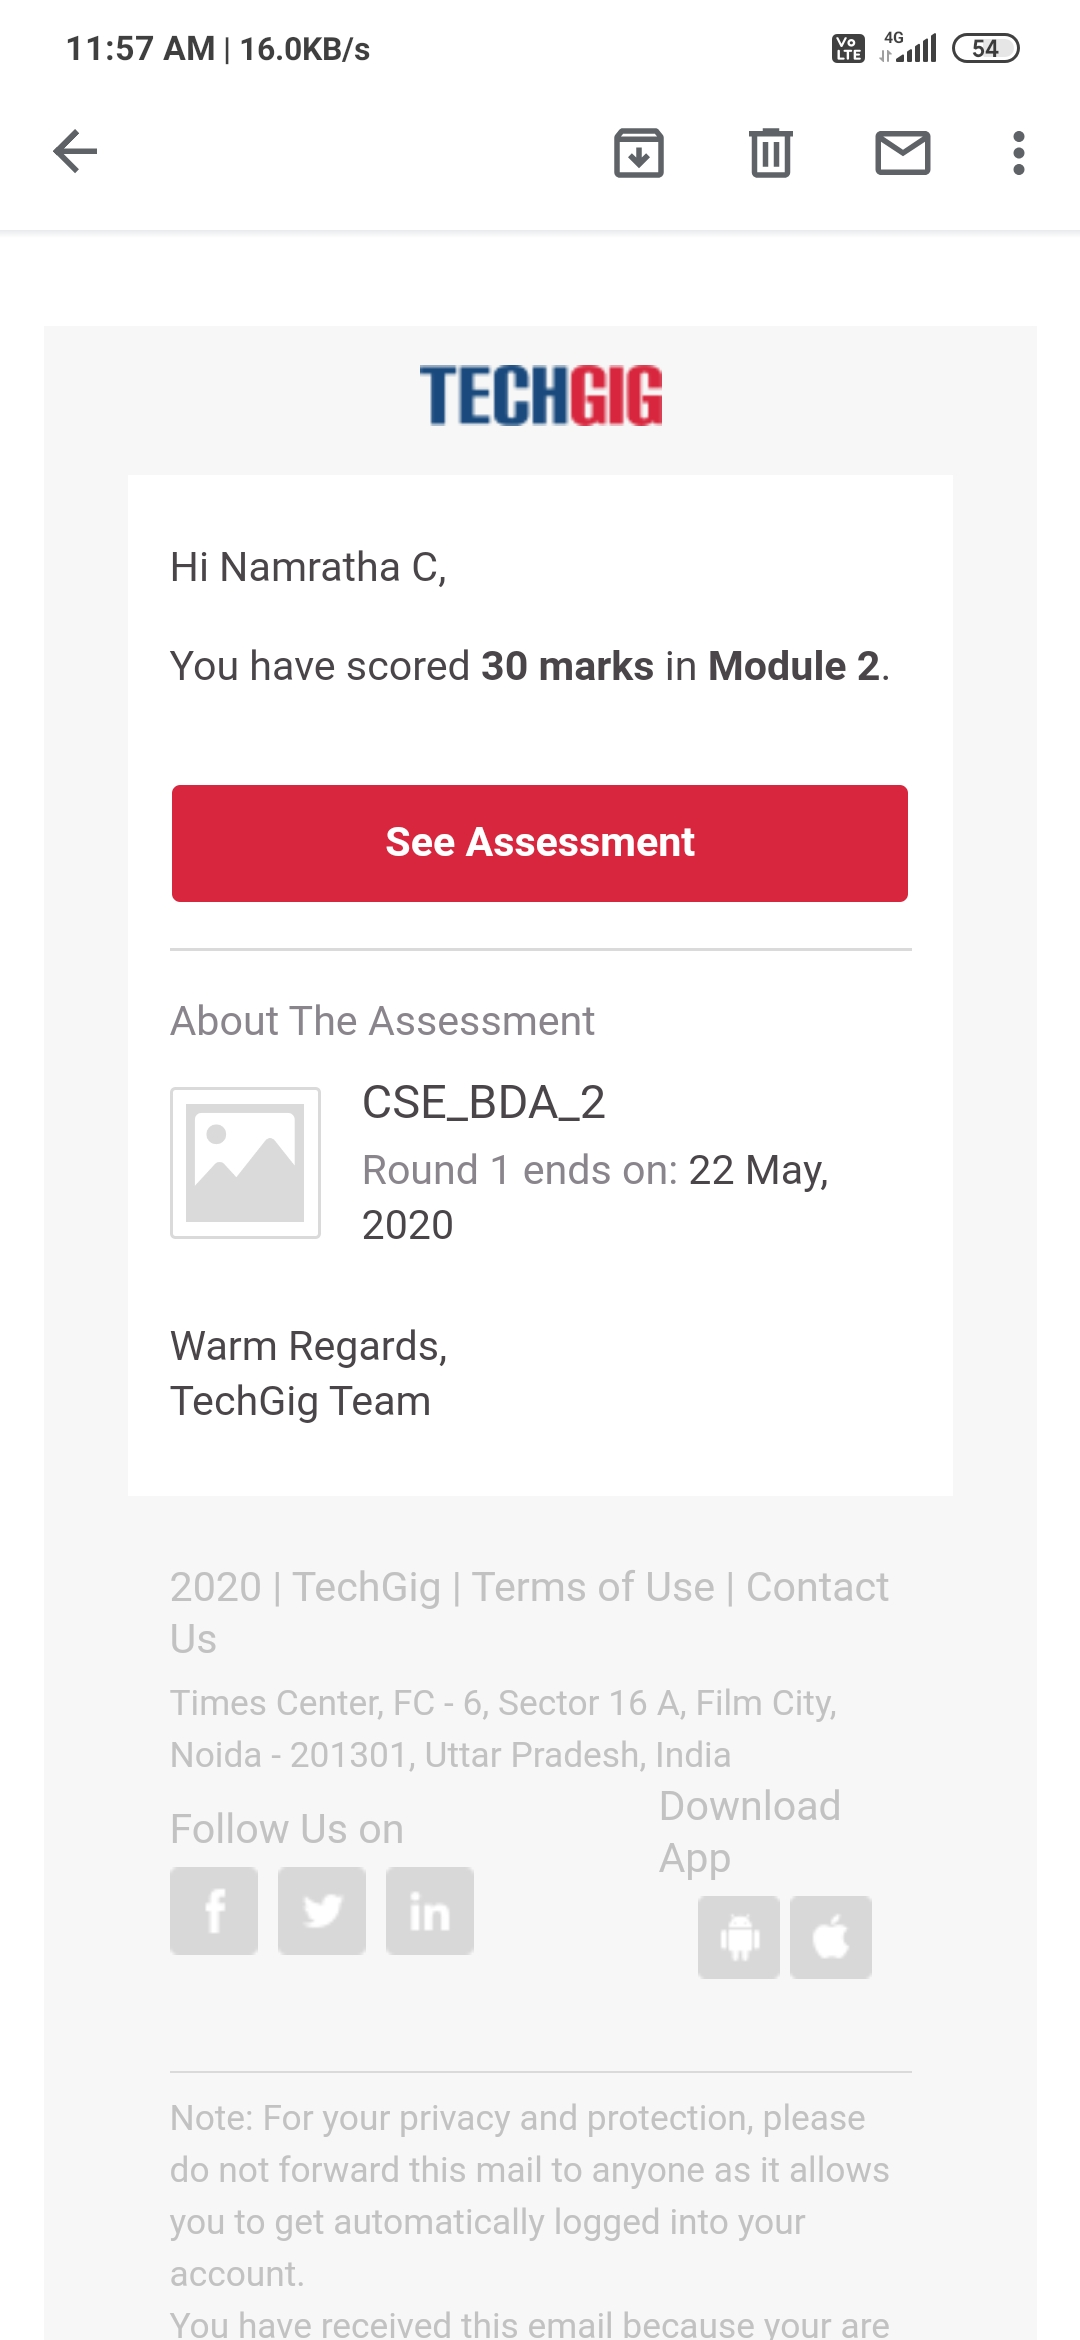 11:57 AM | 16.0KB/s
Vo LTE
4G
54
TECHGIG
Hi Namratha C,
You have scored 30 marks in Module 2.
See Assessment
About The Assessment
CSE_BDA_2
Round 1 ends on: 22 May,
2020
Warm Regards,
TechGig Team
2020 | TechGig | Terms of Use | Contact
Us
Times Center, FC - 6, Sector 16 A, Film City,
Noida - 201301, Uttar Pradesh, India
Follow Us on
Download
App
Note: For your privacy and protection, please
do not forward this mail to anyone as it allows
you to get automatically logged into your
account.
You have received this email because your are